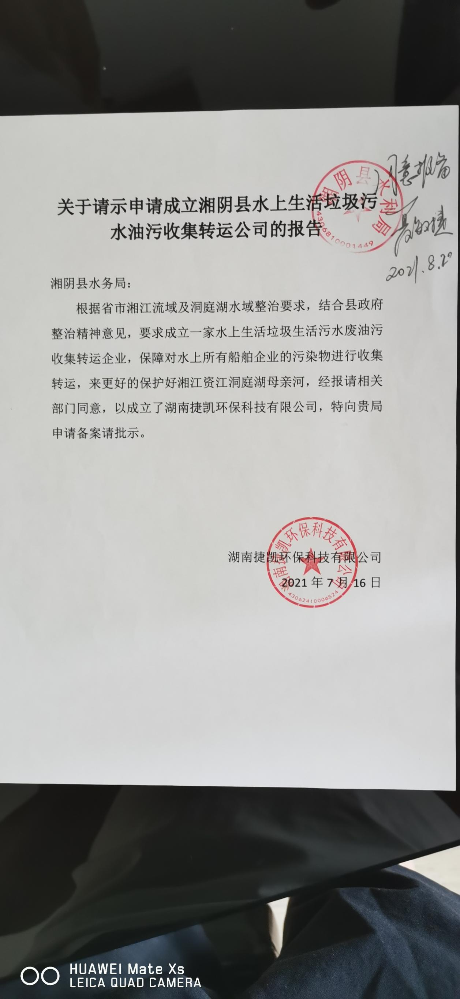 同意报备
湘阴县水利局
关于请示申请成立湘阴县水上生活垃圾污
水油污收集转运公司的报告
4306810001449
2021.8.20
湘阴县水务局：
根据省市湘江流域及洞庭湖水域整治要求，结合县政府
整治精神意见，要求成立一家水上生活垃圾生活污水废油污
收集转运企业，保障对水上所有船舶企业的污染物进行收集
转运，来更好的保护好湘江资江洞庭湖母亲河，经报请相关
部门同意，以成立了湖南捷凯环保科技有限公司，特向贵局
申请备案请批示。
湖南捷凯环保科技有限公司
湖南捷凯环保科技有限公司
2021 年 7 月 16 日
43062410006524
HUAWEI Mate Xs
LEICA QUAD CAMERA